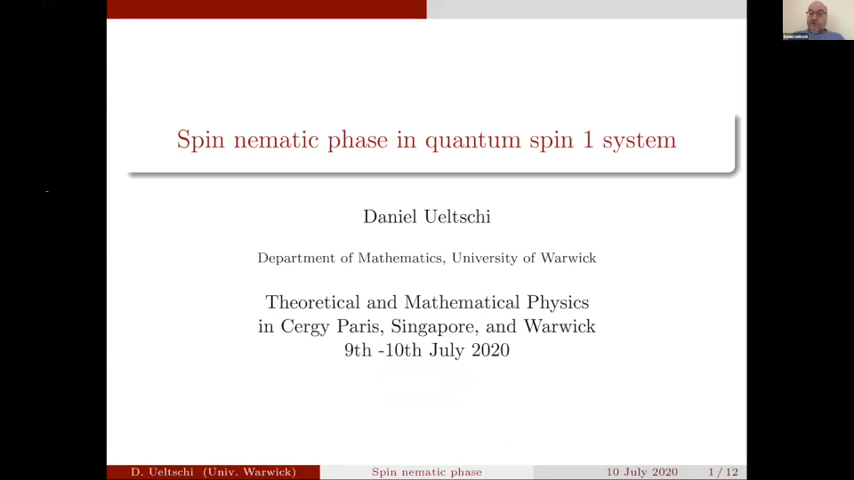 Daniel Ueltschi
Spin nematic phase in quantum spin 1 system
Daniel Ueltschi
Department of Mathematics, University of Warwick
Theoretical and Mathematical Physics
in Cergy Paris, Singapore, and Warwick
9th -10th July 2020
D. Ueltschi (Univ. Warwick)
Spin nematic phase
10 July 2020
1 / 12